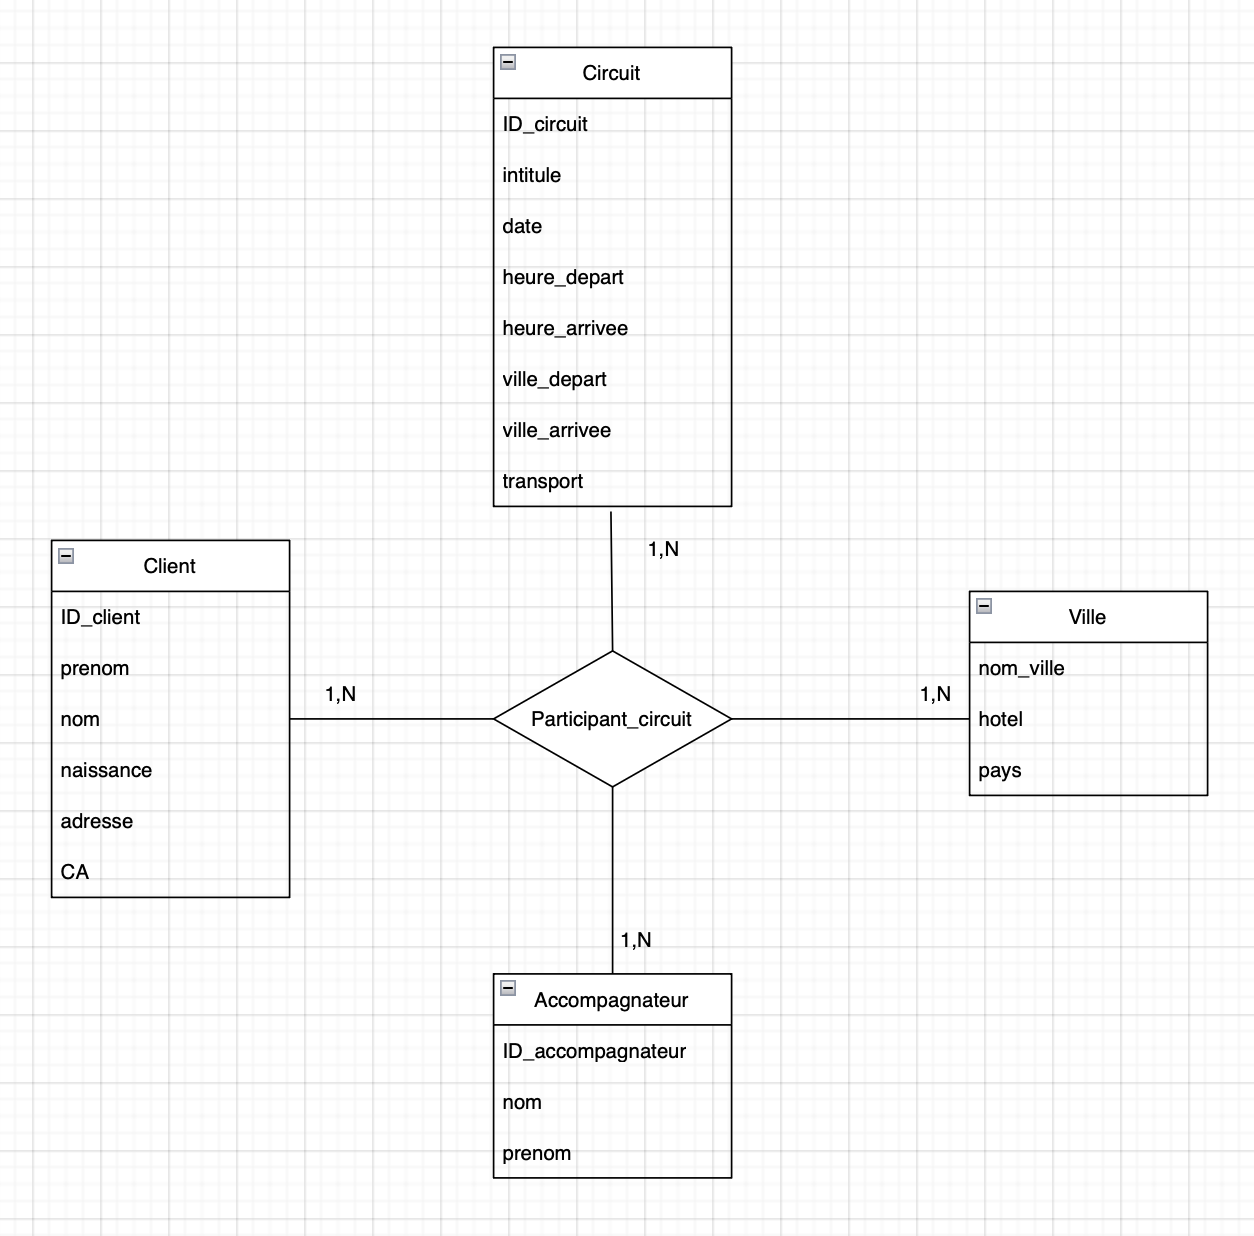 Circuit
ID_circuit
intitule
date
heure_depart
heure_arrivee
ville_depart
ville_arrivee
transport
1,N
Client
ID_client
prenom
nom
naissance
adresse
CA
1,N
Participant_circuit
1,N
Ville
nom_ville
hotel
pays
1,N
Accompagnateur
ID_accompagnateur
nom
prenom